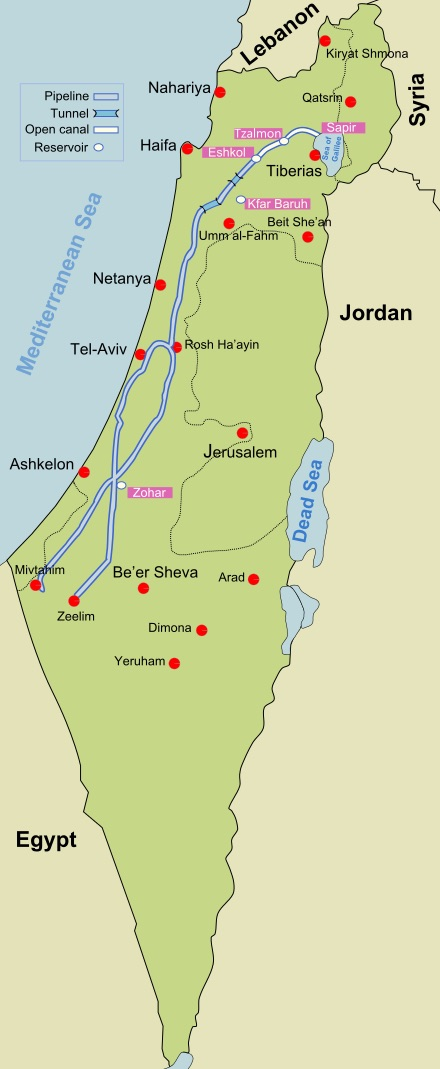 Lebanon
Kiryat Shmona
Syria
Nahariya
Qatsrin
Pipeline
Tunnel
Open canal
Reservoir
Tzalmon
Sapir
Haifa
Eshkol
Sea of
Galilee
Tiberias
Kfar Baruh
Beit She'an
Umm al-Fahm
Mediterranean Sea
Netanya
Jordan
Tel-Aviv
Rosh Ha'ayin
Jerusalem
Ashkelon
Zohar
Dead Sea
Mivtahim
Be'er Sheva
Arad
Zeelim
Dimona
Yeruham
Egypt